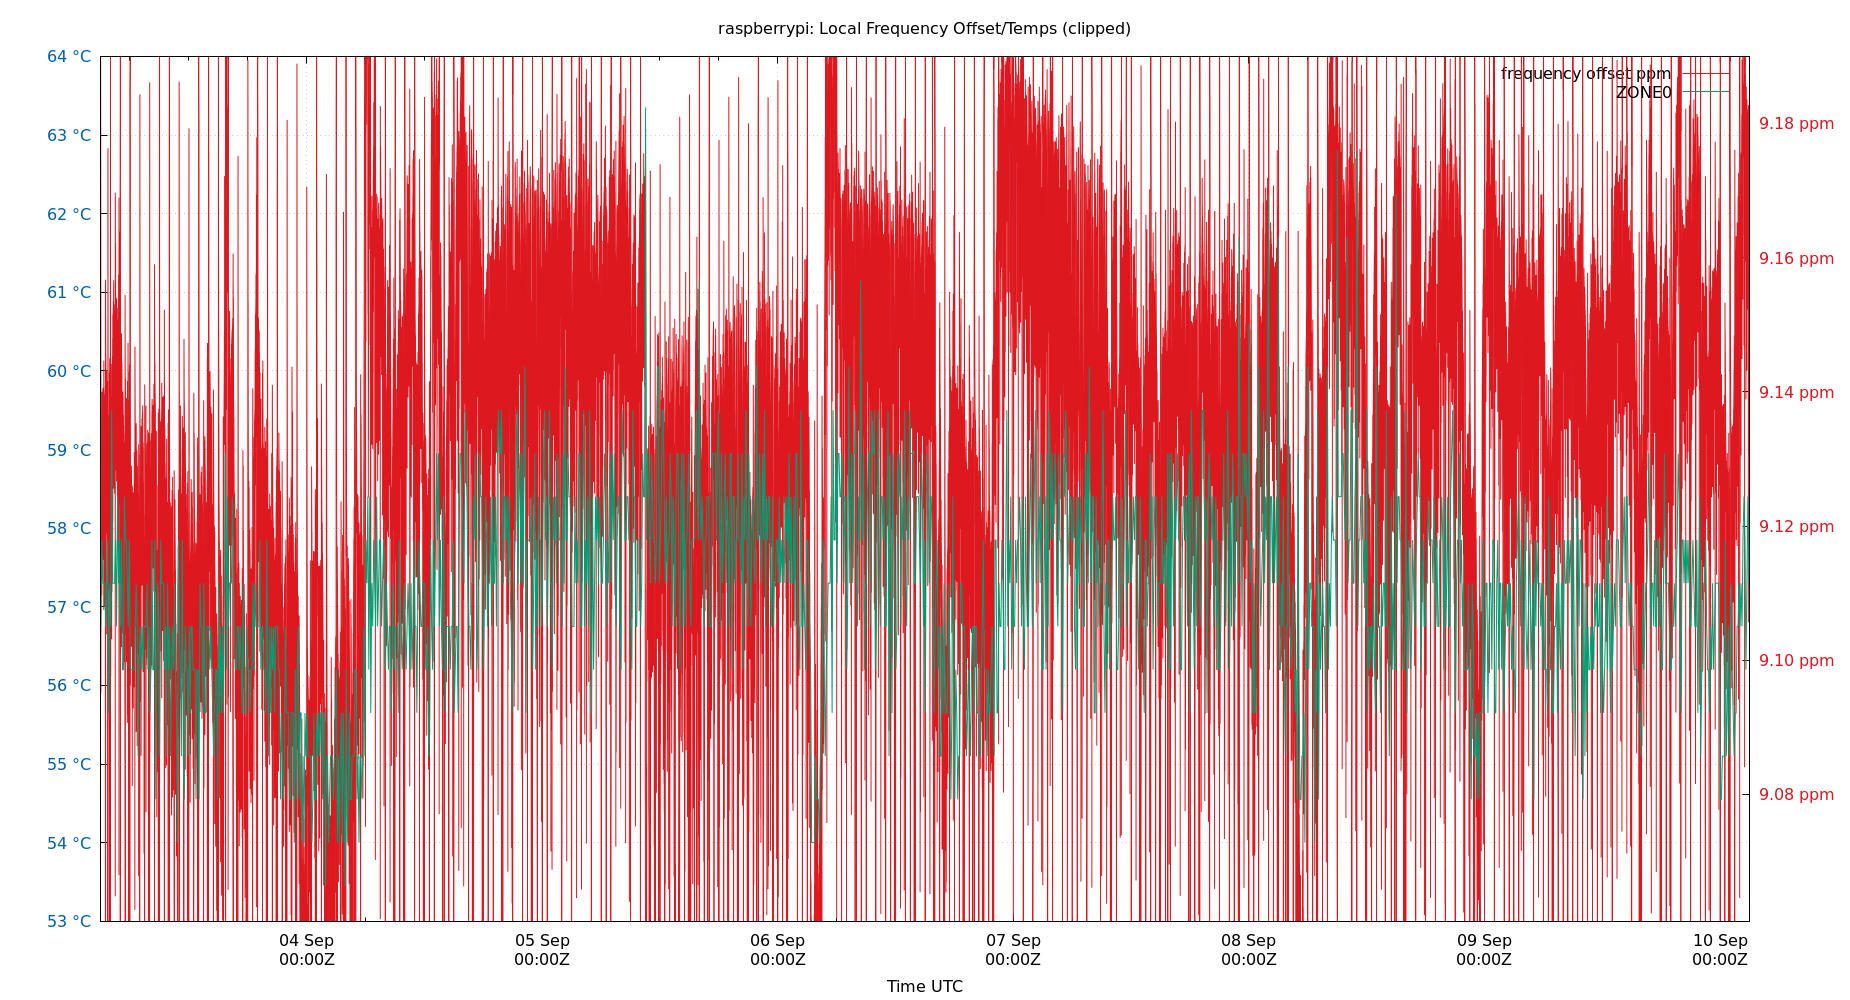 raspberrypi: Local Frequency Offset/Temps (clipped)
64 °C
63 °C
62 °C
61 °C
60 °C
59 °C
58 °C
57 °C
56 °C
55 °C
54 °C
53 °C
frequency offset ppm
ZONE0
9.18 ppm
9.16 ppm
9.14 ppm
9.12 ppm
9.10 ppm
9.08 ppm
04 Sep
00:00Z
05 Sep
00:00Z
06 Sep
00:00Z
07 Sep
00:00Z
08 Sep
00:00Z
09 Sep
00:00Z
10 Sep
00:00Z
Time UTC